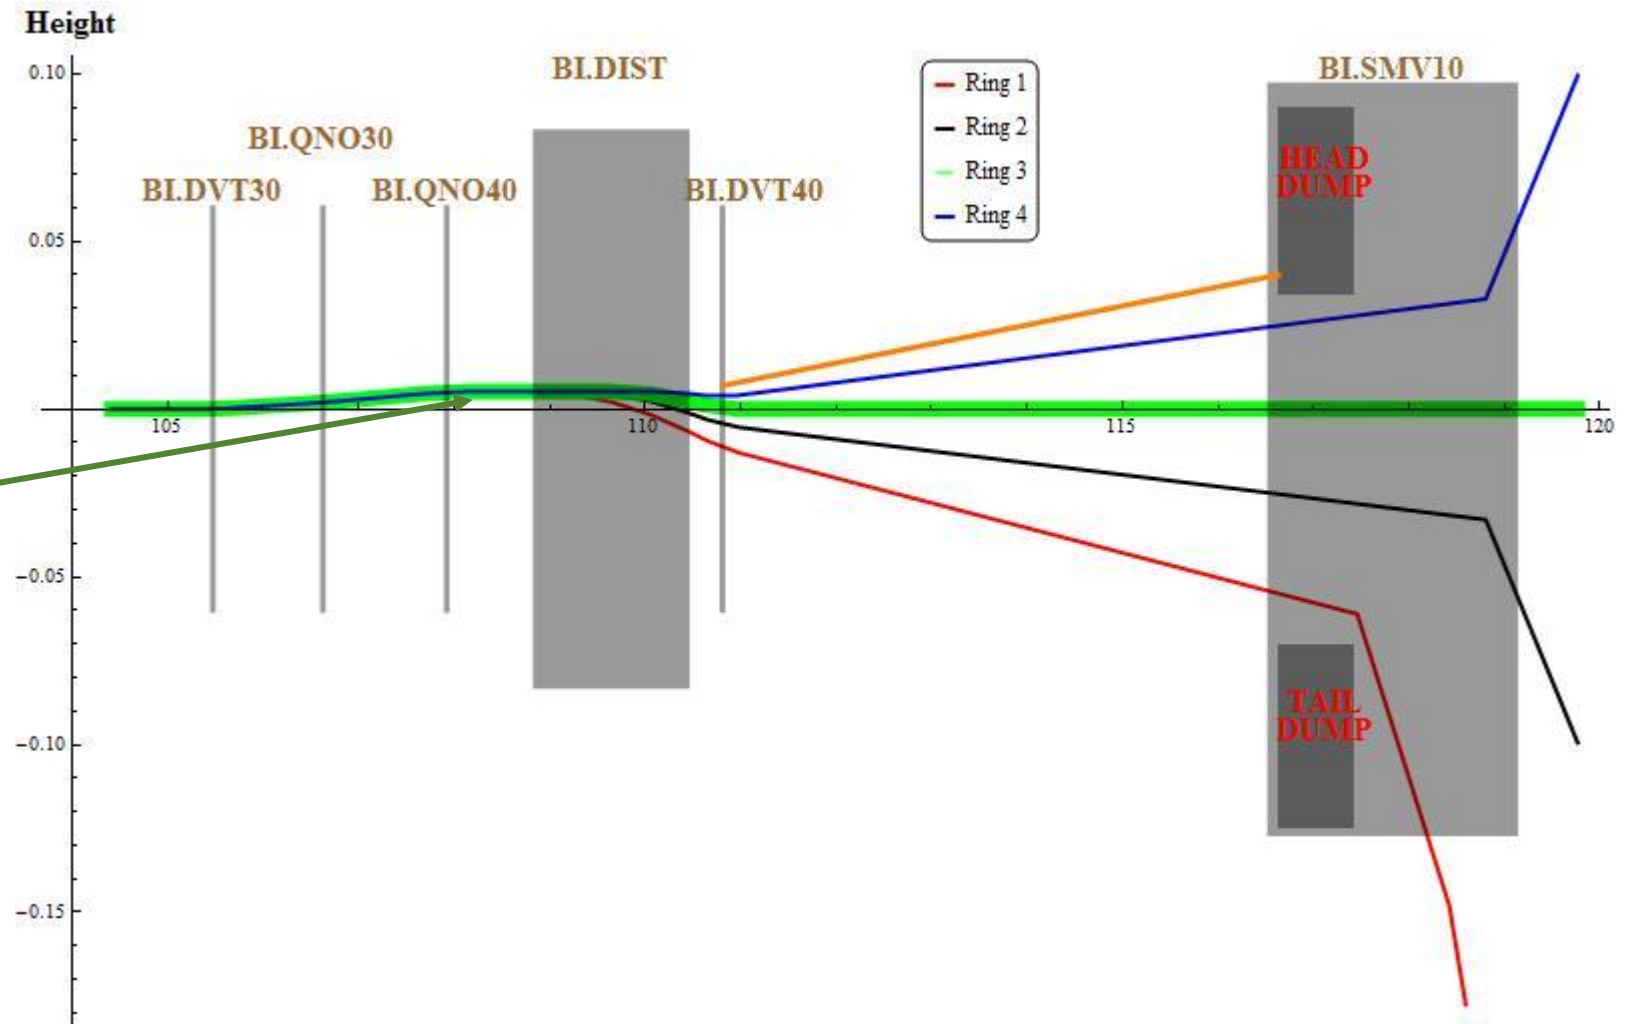 Height
BI.DIST
BI.SMV10
0.10
Ring 1
BI.QNO30
Ring 2
HEAD
DUMP
Ring 3
BI.DVT30
BI.QNO40
BI.DVT40
Ring 4
0.05
105
110
115
120
−0.05
TAIL
DUMP
−0.10
−0.15